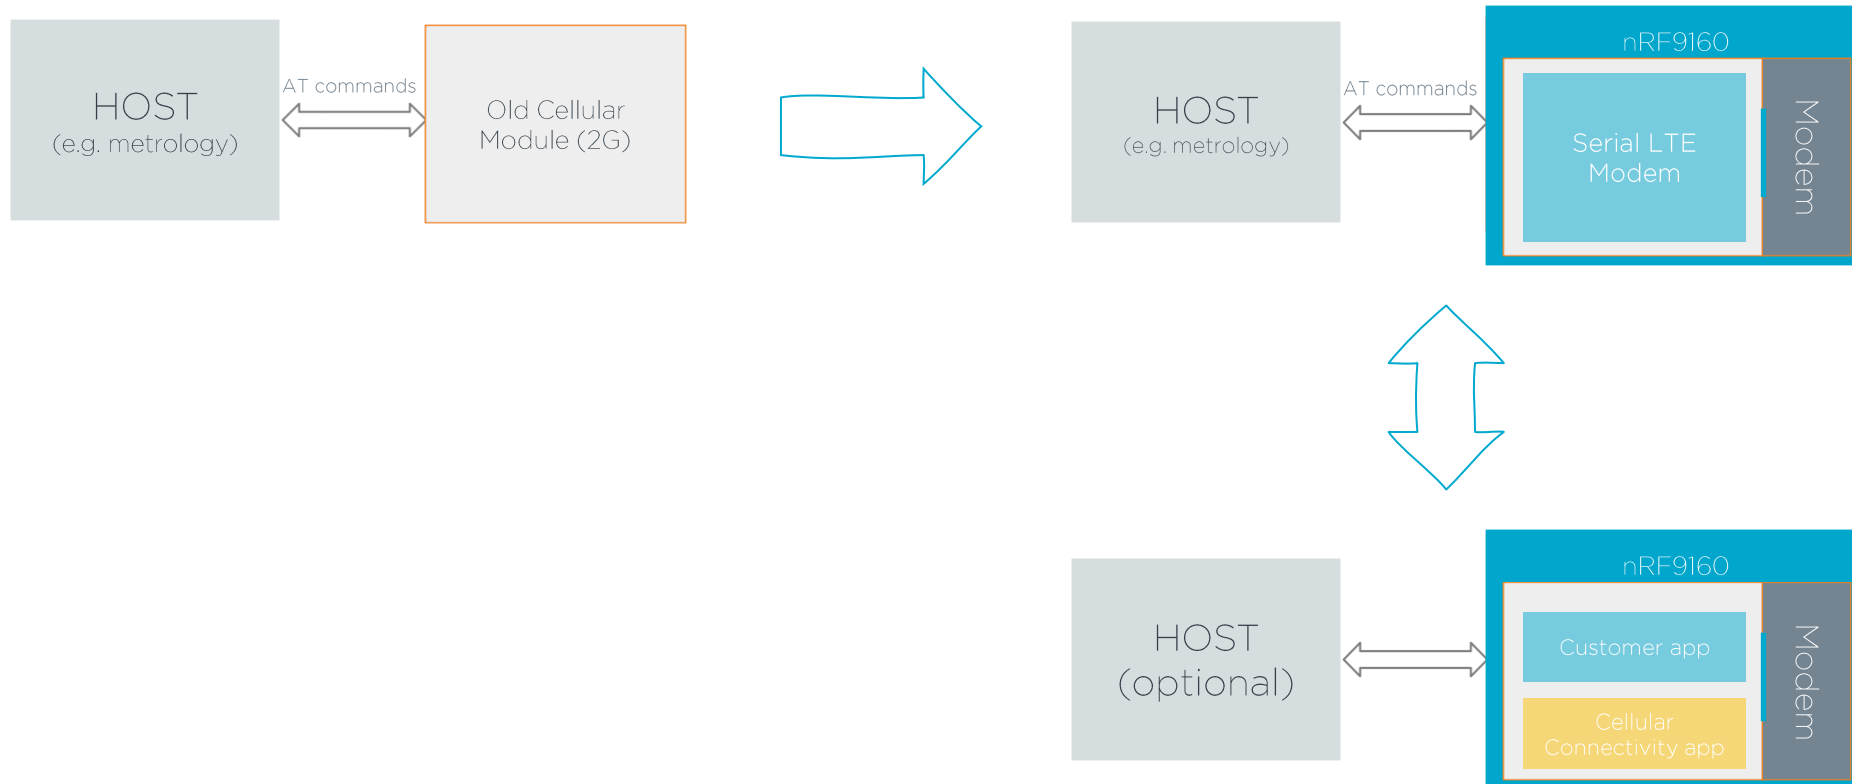 HOST
(e.g. metrology)
AT commands
Old Cellular
Module (2G)
HOST
(e.g. metrology)
AT commands
nRF9160
Serial LTE
Modem
Modem
HOST
(optional)
nRF9160
Customer app
Cellular
Connectivity app
Modem